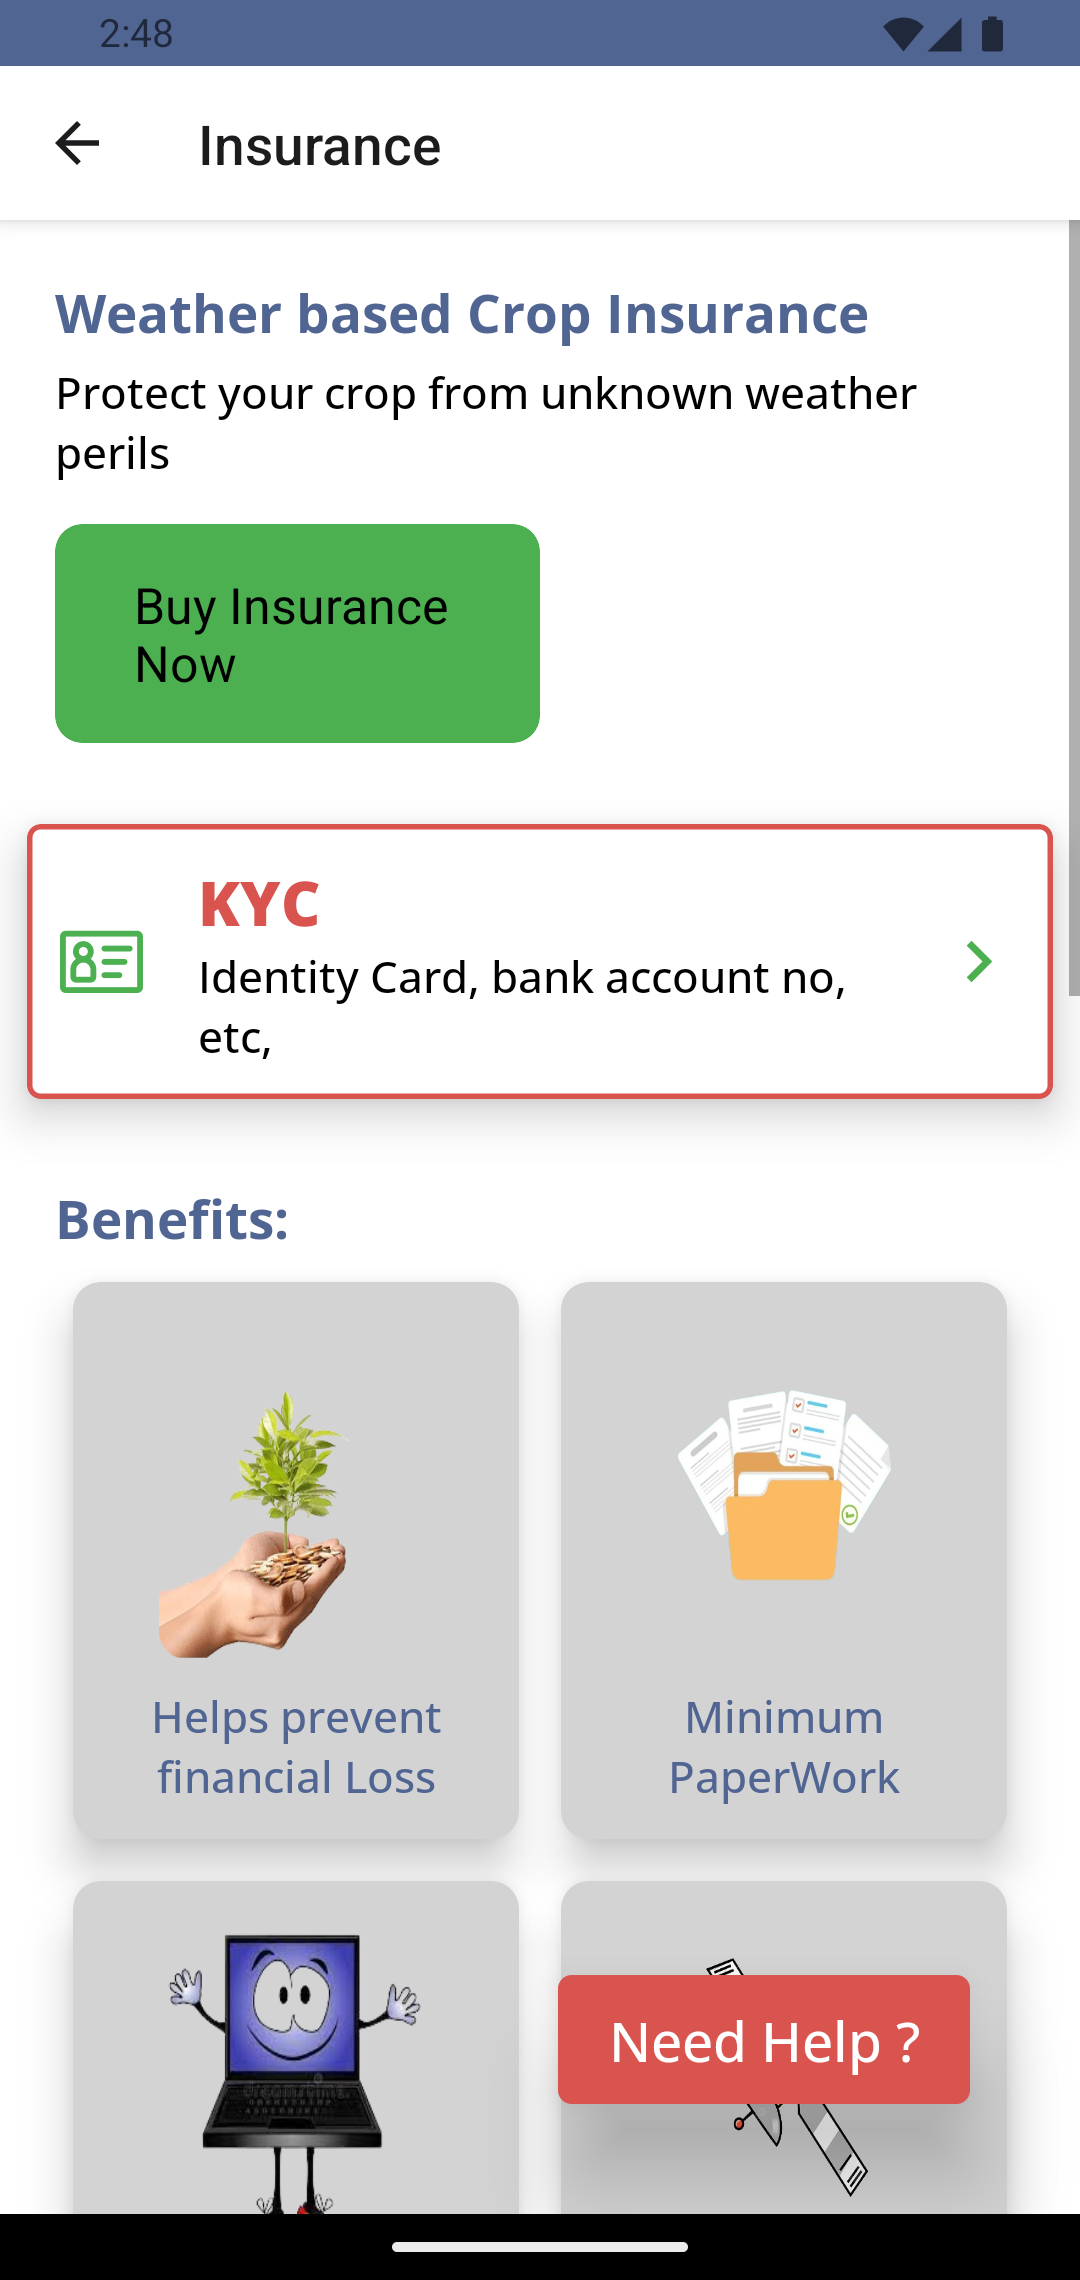 2:48
Insurance
Weather based Crop Insurance
Protect your crop from unknown weather
perils
Buy Insurance
Now
KYC
Identity Card, bank account no,
etc,
Benefits:
Helps prevent
financial Loss
Minimum
PaperWork
Need Help ?